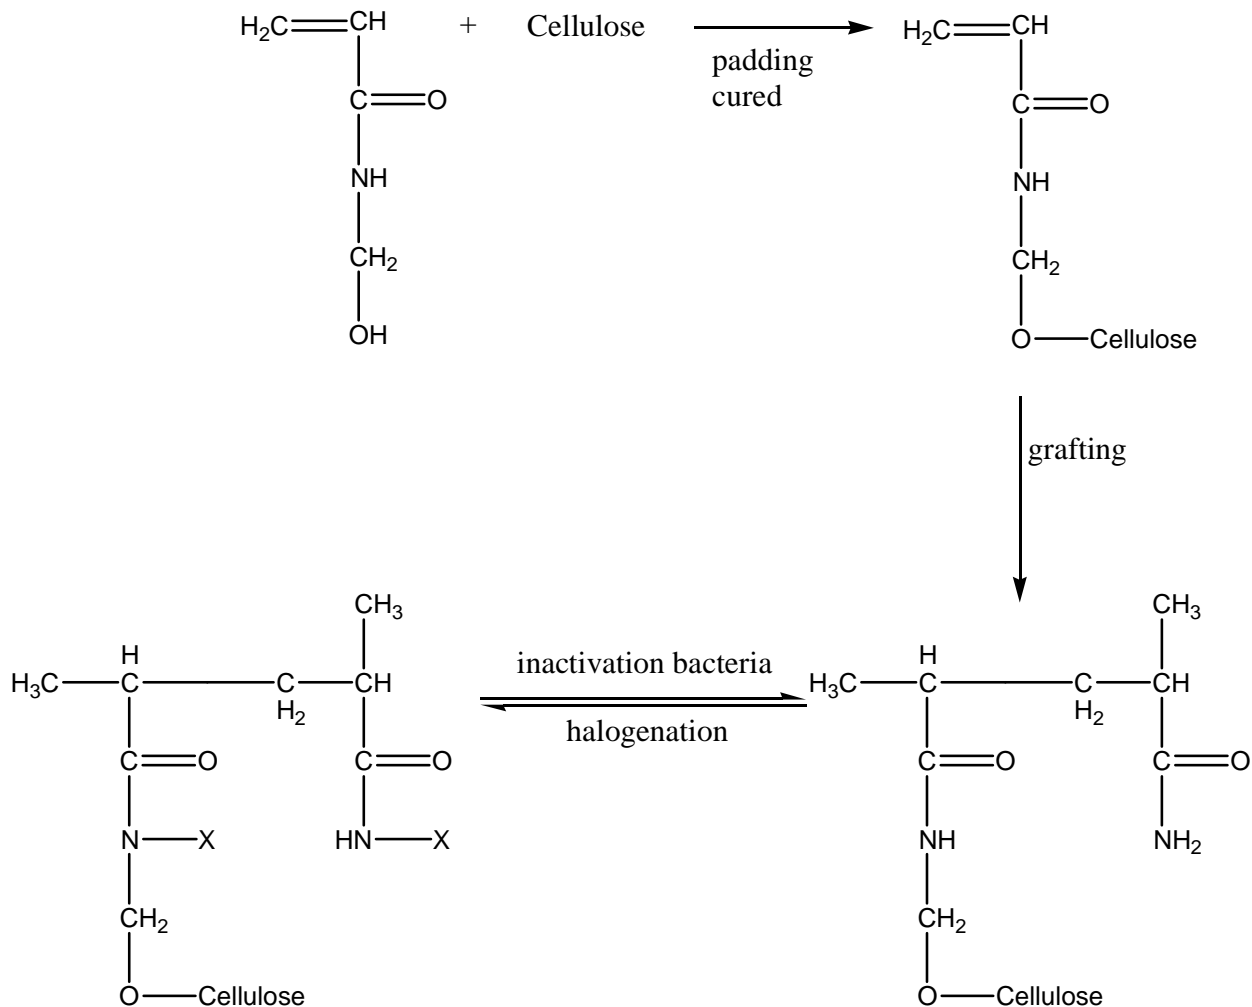 H2C CH + Cellulose H2C CH
padding
cured
C O C O
NH NH
CH2 CH2
OH O Cellulose
grafting
CH3 CH3
H H
inactivation bacteria
H3C C C CH H3C C C CH
H2 H2
halogenation
C O C O C O C O
N X HN X NH NH2
CH2 CH2
O Cellulose O Cellulose